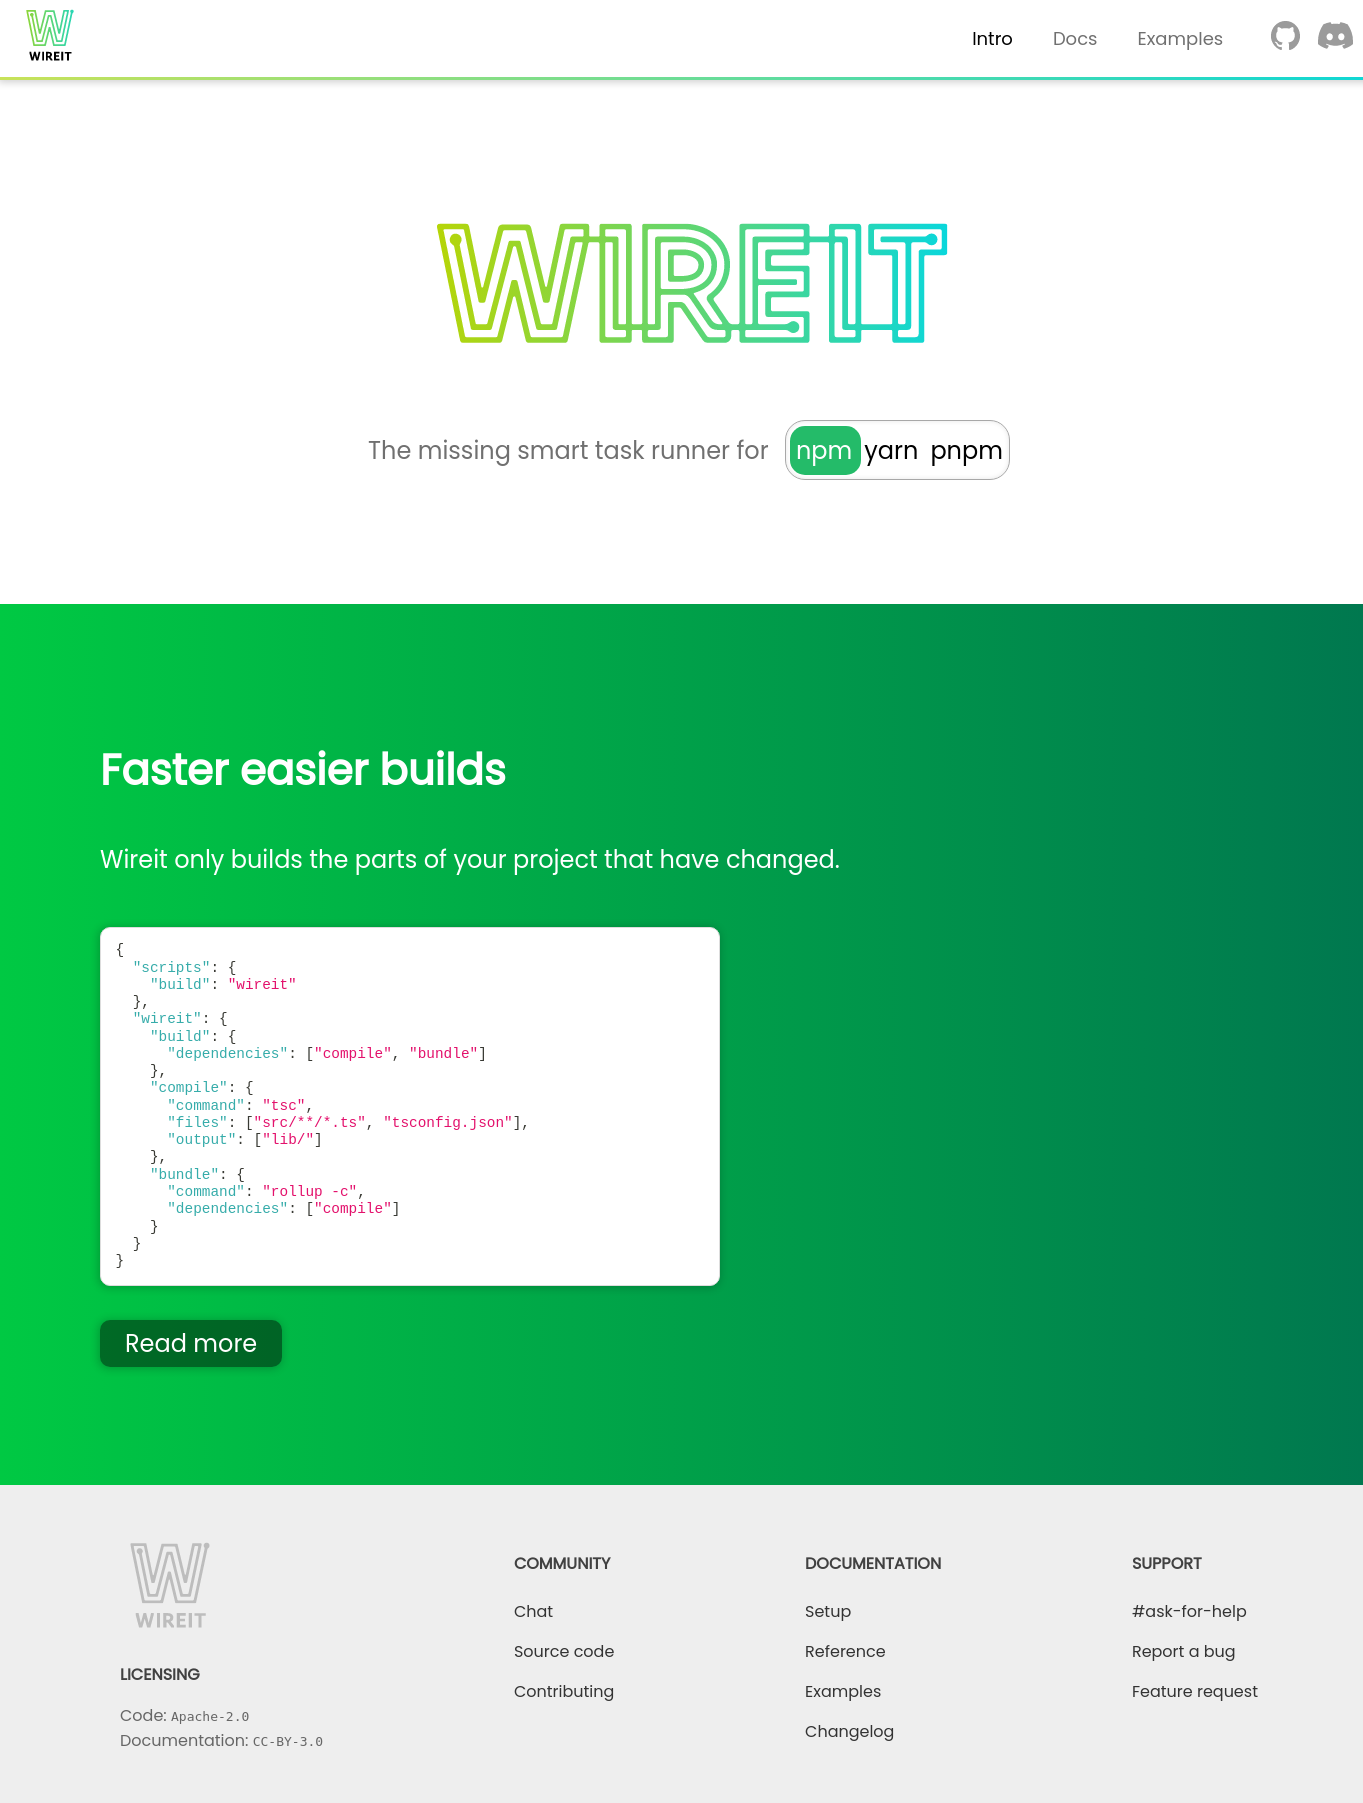 WIREIT
Intro Docs Examples
WIREIT
The missing smart task runner for npm yarn pnpm
Faster easier builds
Wireit only builds the parts of your project that have changed.
{
  "scripts": {
    "build": "wireit"
  },
  "wireit": {
    "build": {
      "dependencies": ["compile", "bundle"]
    },
    "compile": {
      "command": "tsc",
      "files": ["src/**/*.ts", "tsconfig.json"],
      "output": ["lib/"]
    },
    "bundle": {
      "command": "rollup -c",
      "dependencies": ["compile"]
    }
  }
}
Read more
WIREIT
LICENSING
Code: Apache-2.0
Documentation: CC-BY-3.0
COMMUNITY
Chat
Source code
Contributing
DOCUMENTATION
Setup
Reference
Examples
Changelog
SUPPORT
#ask-for-help
Report a bug
Feature request